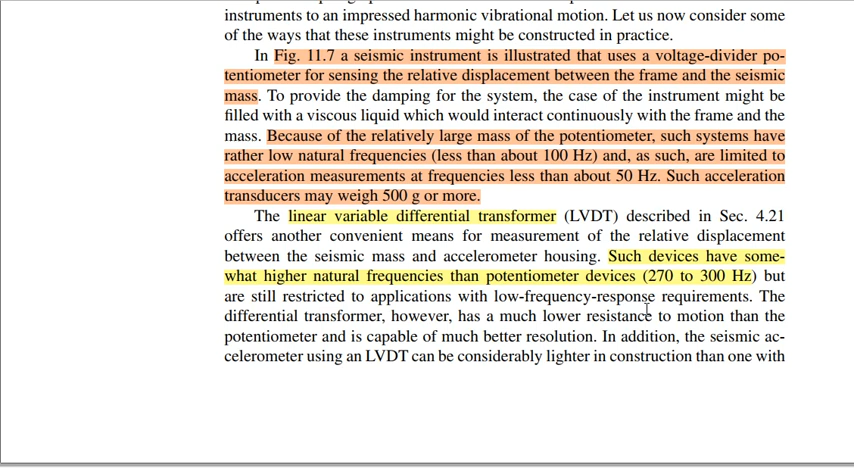 instruments to an impressed harmonic vibrational motion. Let us now consider some
of the ways that these instruments might be constructed in practice.
In Fig. 11.7 a seismic instrument is illustrated that uses a voltage-divider po-
tentiometer for sensing the relative displacement between the frame and the seismic
mass. To provide the damping for the system, the case of the instrument might be
filled with a viscous liquid which would interact continuously with the frame and the
mass. Because of the relatively large mass of the potentiometer, such systems have
rather low natural frequencies (less than about 100 Hz) and, as such, are limited to
acceleration measurements at frequencies less than about 50 Hz. Such acceleration
transducers may weigh 500 g or more.
The linear variable differential transformer (LVDT) described in Sec. 4.21
offers another convenient means for measurement of the relative displacement
between the seismic mass and accelerometer housing. Such devices have some-
what higher natural frequencies than potentiometer devices (270 to 300 Hz) but
are still restricted to applications with low-frequency-response requirements. The
differential transformer, however, has a much lower resistance to motion than the
potentiometer and is capable of much better resolution. In addition, the seismic ac-
celerometer using an LVDT can be considerably lighter in construction than one with